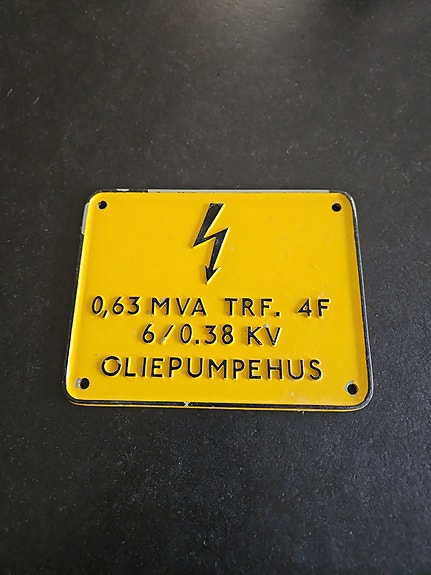 0,63 MVA TRF. 4F
6/0.38 KV
OLIEPUMPEHUS